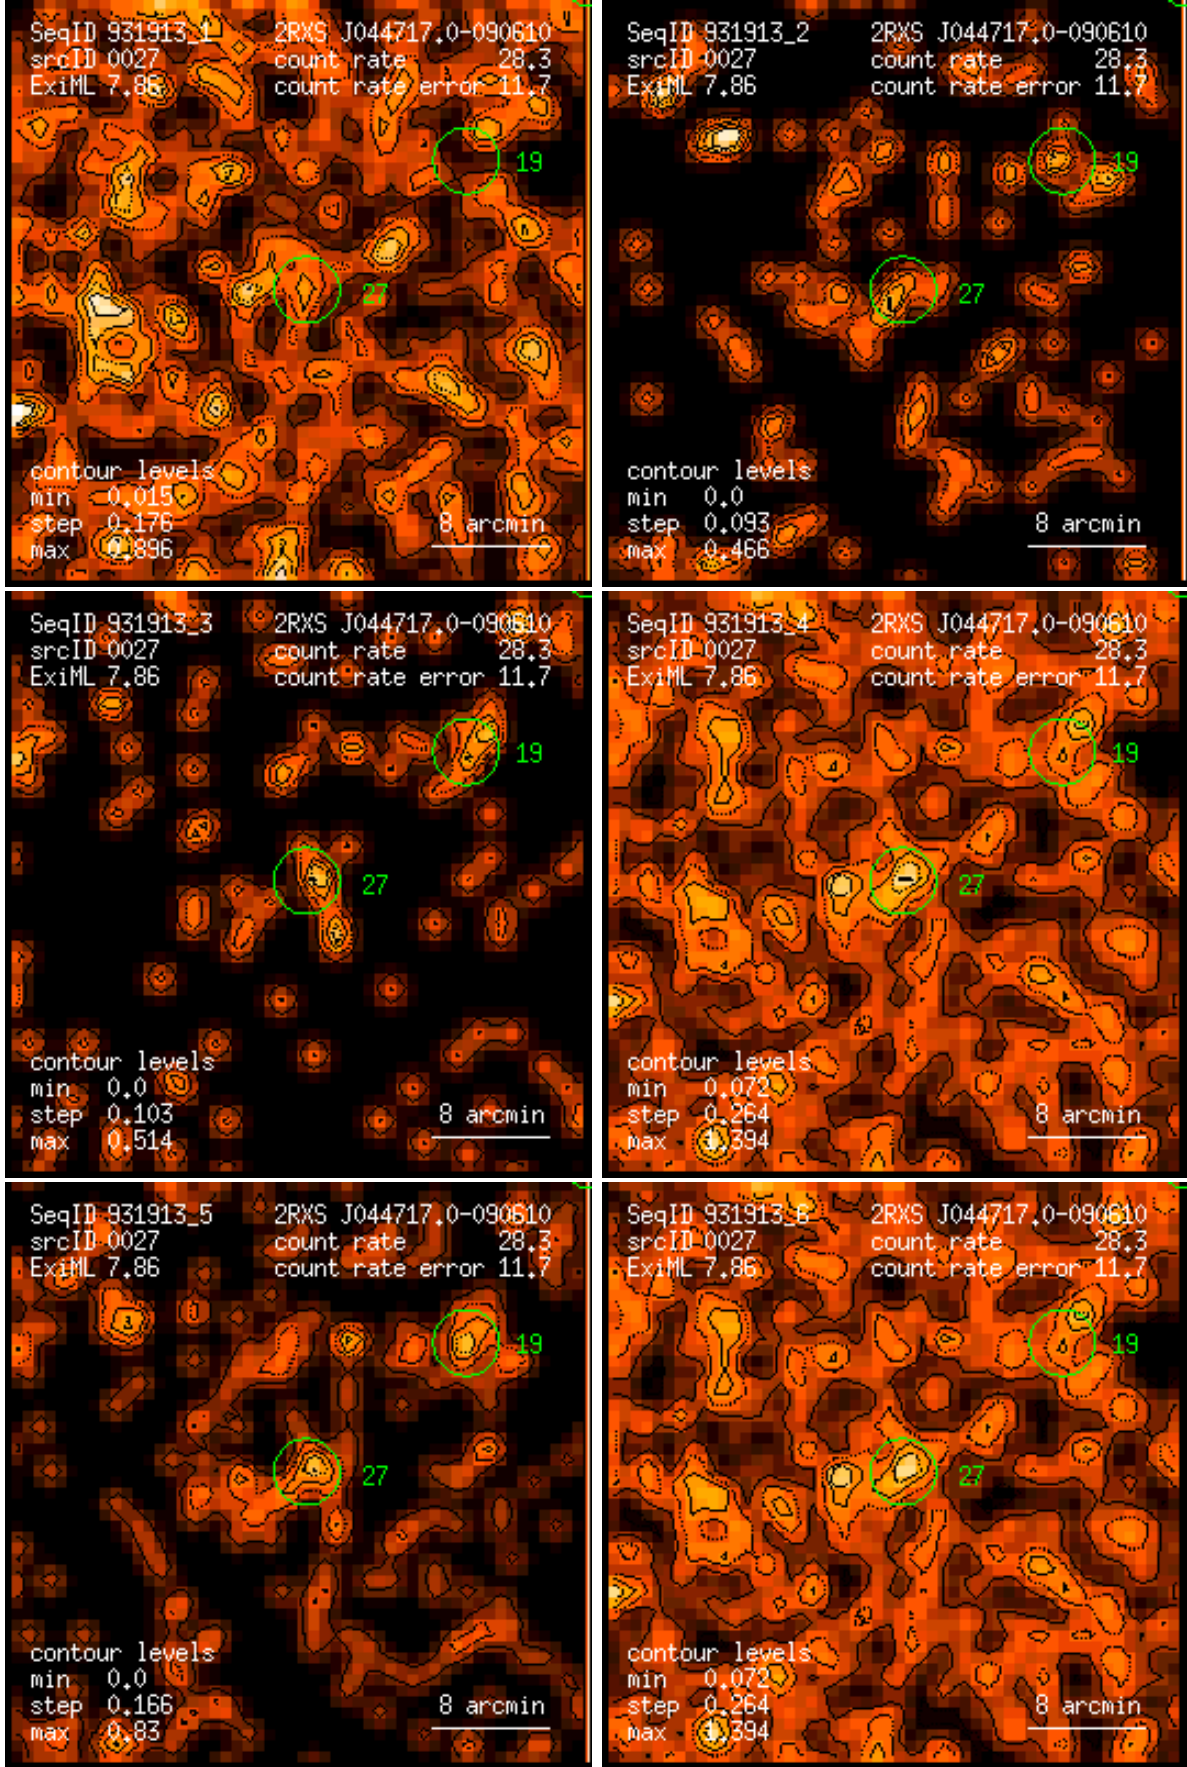 SeqID 931913_1 2RXS J044717.0-090610
srcID 0027 count rate 28.3
ExiML 7.86 count rate error 11.7
19
27
contour levels
min 0.015
step 0.176
max 0.896
8 arcmin
SeqID 931913_2 2RXS J044717.0-090610
srcID 0027 count rate 28.3
ExiML 7.86 count rate error 11.7
19
27
contour levels
min 0.0
step 0.093
max 0.466
8 arcmin
SeqID 931913_3 2RXS J044717.0-090610
srcID 0027 count rate 28.3
ExiML 7.86 count rate error 11.7
19
27
contour levels
min 0.0
step 0.103
max 0.514
8 arcmin
SeqID 931913_4 2RXS J044717.0-090610
srcID 0027 count rate 28.3
ExiML 7.86 count rate error 11.7
19
27
contour levels
min 0.072
step 0.264
max 1.394
8 arcmin
SeqID 931913_5 2RXS J044717.0-090610
srcID 0027 count rate 28.3
ExiML 7.86 count rate error 11.7
19
27
contour levels
min 0.0
step 0.166
max 0.83
8 arcmin
SeqID 931913_6 2RXS J044717.0-090610
srcID 0027 count rate 28.3
ExiML 7.86 count rate error 11.7
19
27
contour levels
min 0.072
step 0.264
max 1.394
8 arcmin